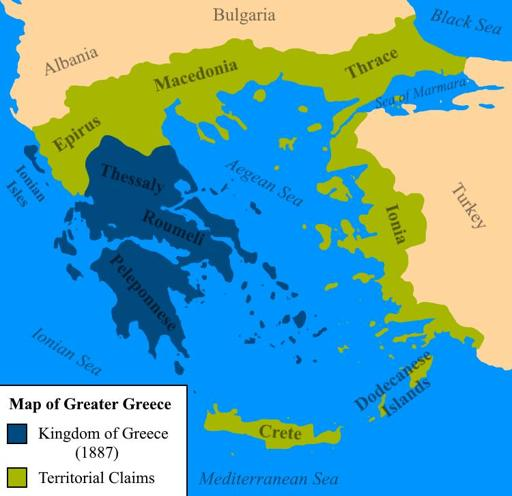 Bulgaria
Black Sea
Albania
Macedonia
Thrace
Sea of Marmara
Epirus
Ionian
Isles
Thessaly
Aegean Sea
Turkey
Roumeli
Ionia
Peleponnese
Ionian Sea
Dodecanese
Islands
Crete
Mediterranean Sea
Map of Greater Greece
Kingdom of Greece
(1887)
Territorial Claims